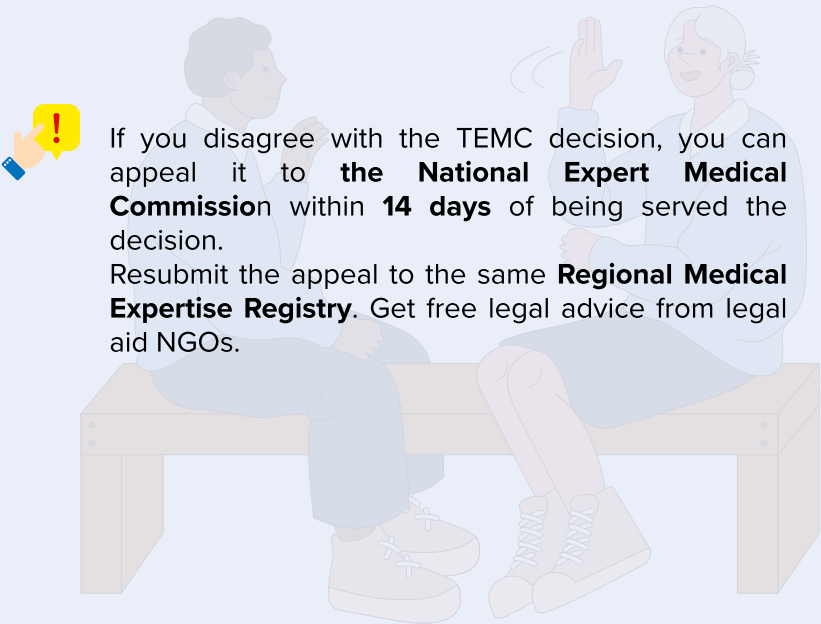 !
If you disagree with the TEMC decision, you can
appeal it to the National Expert Medical
Commission within 14 days of being served the
decision.
Resubmit the appeal to the same Regional Medical
Expertise Registry. Get free legal advice from legal
aid NGOs.